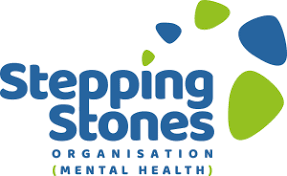 Stepping
Stones
ORGANISATION
(MENTAL HEALTH)